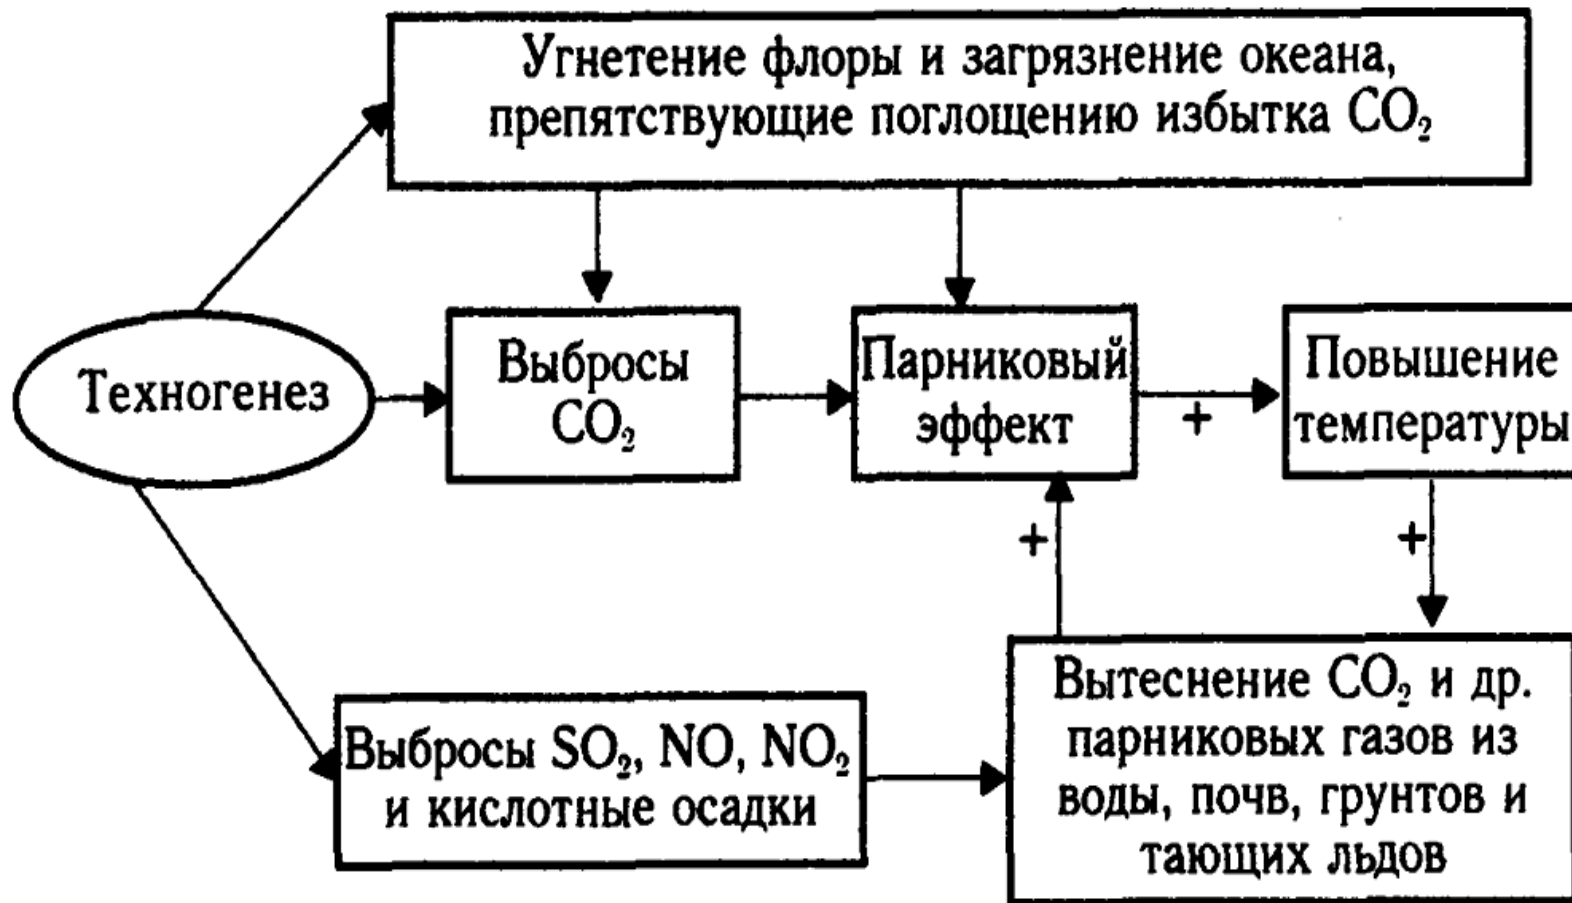 Угнетение флоры и загрязнение океана,
препятствующие поглощению избытка CO₂
Техногенез
Выбросы
CO₂
Парниковый
эффект
+
Повышение
температуры
+
+
Выбросы SO₂, NO, NO₂
и кислотные осадки
Вытеснение CO₂ и др.
парниковых газов из
воды, почв, грунтов и
тающих льдов